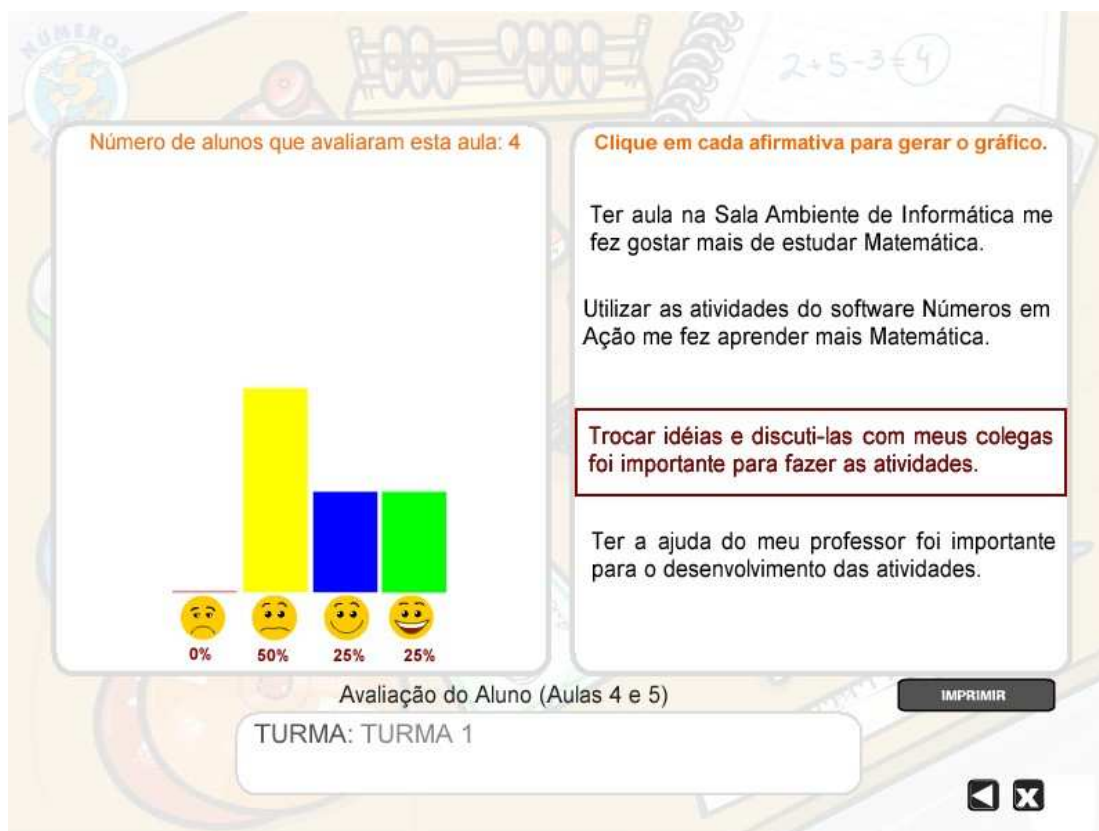 NÚMEROS
2+5-3=4
Número de alunos que avaliaram esta aula: 4
0%
50%
25%
25%
Clique em cada afirmativa para gerar o gráfico.
Ter aula na Sala Ambiente de Informática me
fez gostar mais de estudar Matemática.
Utilizar as atividades do software Números em
Ação me fez aprender mais Matemática.
Trocar idéias e discuti-las com meus colegas
foi importante para fazer as atividades.
Ter a ajuda do meu professor foi importante
para o desenvolvimento das atividades.
Avaliação do Aluno (Aulas 4 e 5)
IMPRIMIR
TURMA: TURMA 1
X